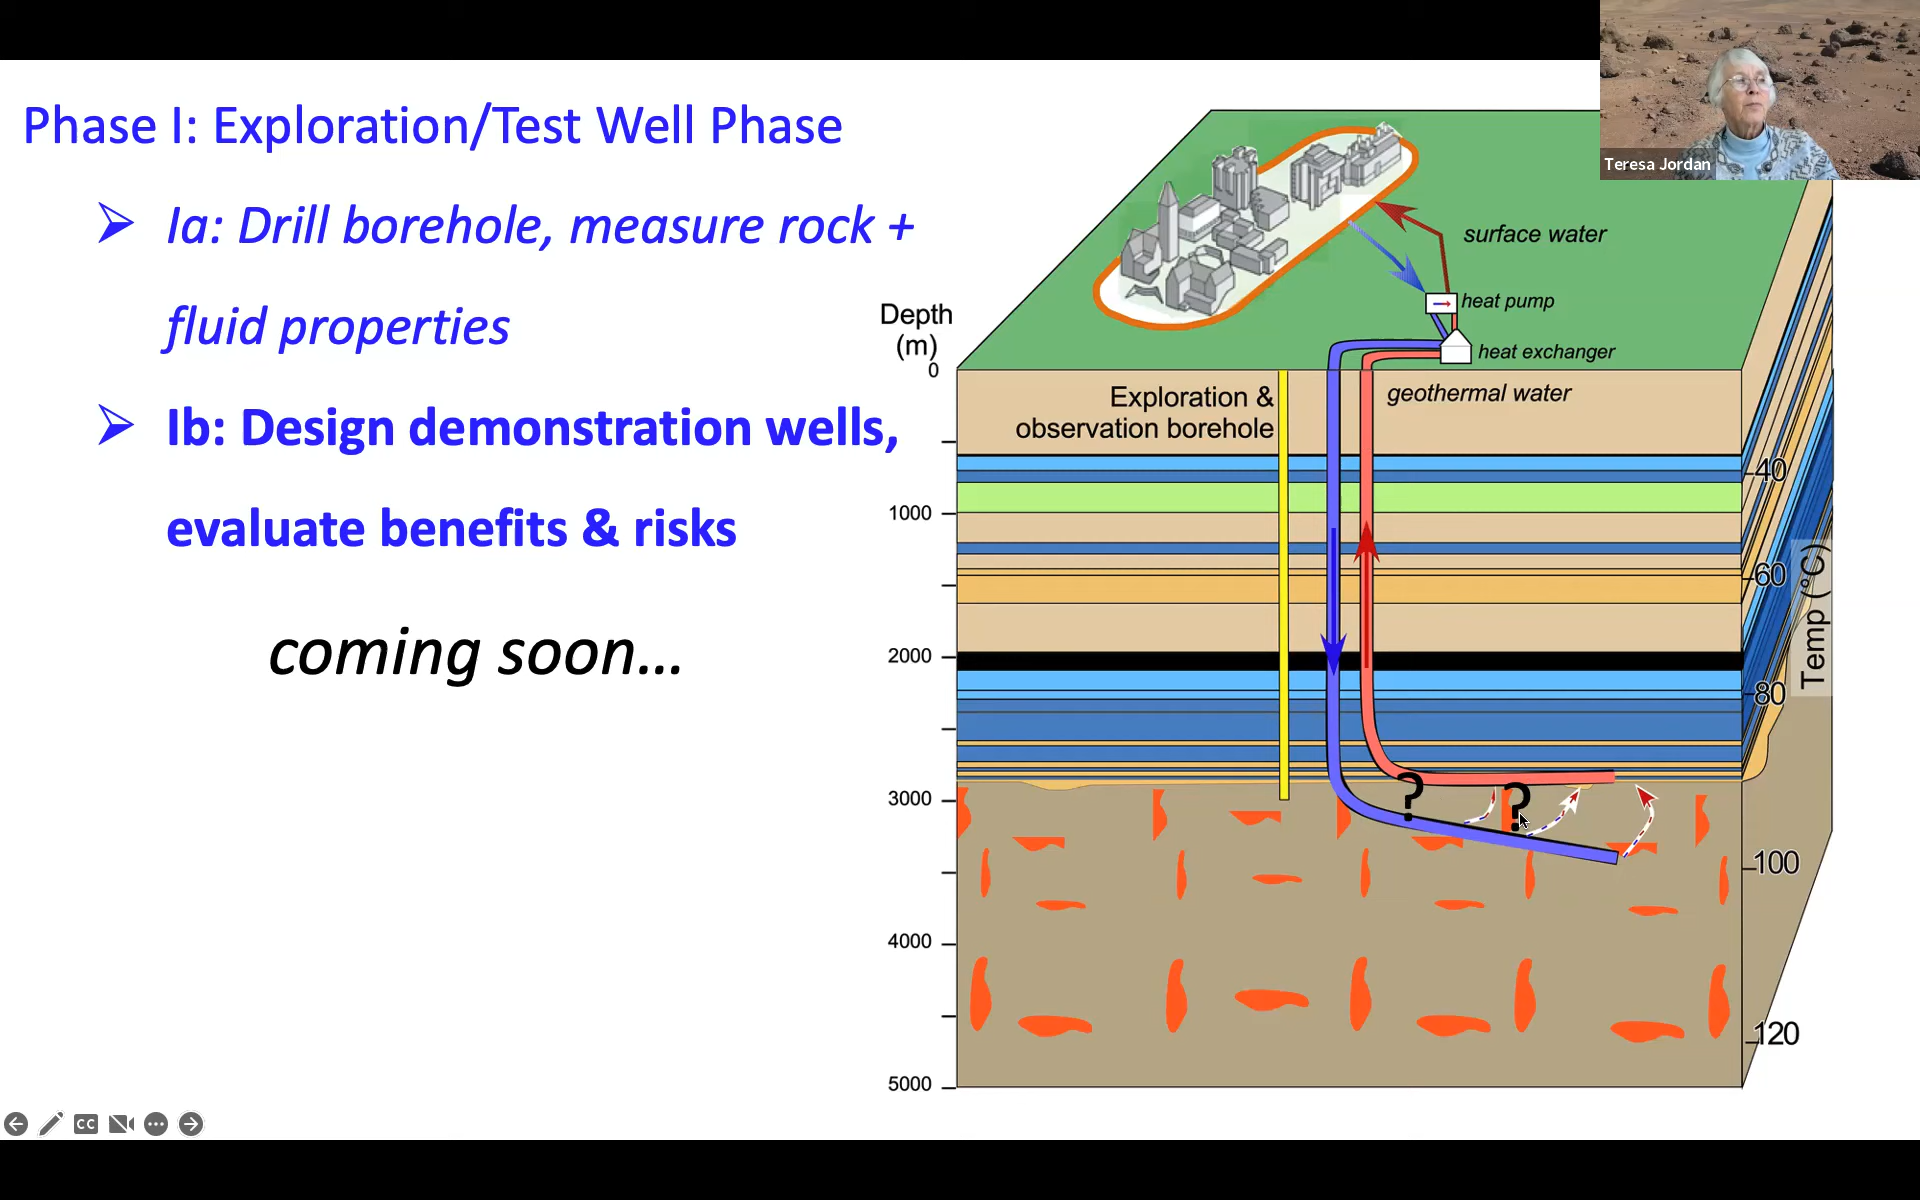 Phase I: Exploration/Test Well Phase
Ia: Drill borehole, measure rock +
fluid properties
Ib: Design demonstration wells,
evaluate benefits & risks
coming soon...
Teresa Jordan
surface water
heat pump
heat exchanger
geothermal water
Exploration &
observation borehole
Depth
(m)
0
1000
2000
3000
4000
5000
40
60
80
100
120
Temp (°C)
? ?
CC